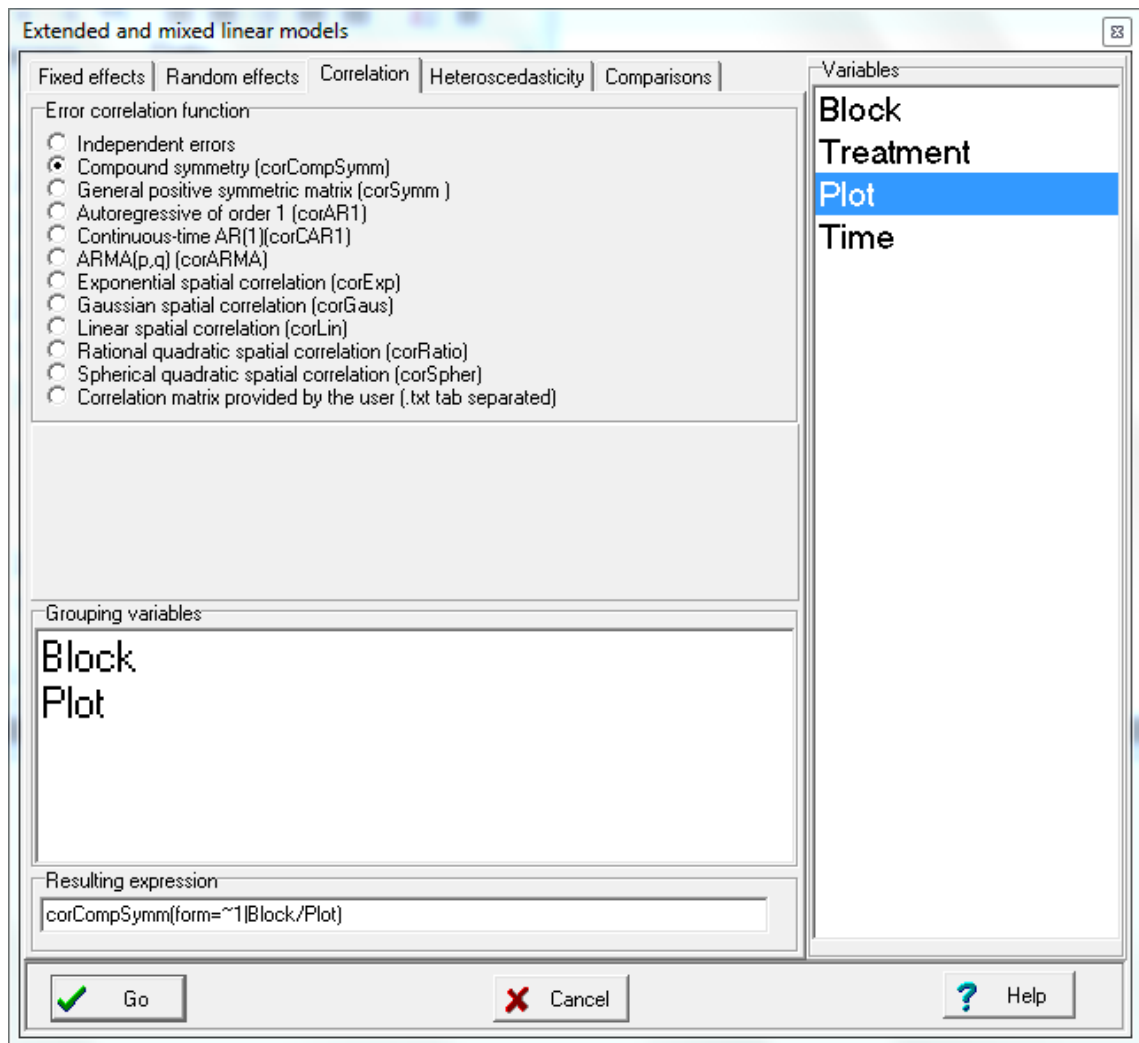 Extended and mixed linear models
Fixed effects Random effects Correlation Heteroscedasticity Comparisons
Error correlation function
Independent errors
Compound symmetry (corCompSymm)
General positive symmetric matrix (corSymm )
Autoregressive of order 1 (corAR1)
Continuous-time AR(1)(corCAR1)
ARMA(p,q) (corARMA)
Exponential spatial correlation (corExp)
Gaussian spatial correlation (corGaus)
Linear spatial correlation (corLin)
Rational quadratic spatial correlation (corRatio)
Spherical quadratic spatial correlation (corSpher)
Correlation matrix provided by the user (.txt tab separated)
Grouping variables
Block
Plot
Resulting expression
corCompSymm(form=~1|Block/Plot)
Variables
Block
Treatment
Plot
Time
Go Cancel Help